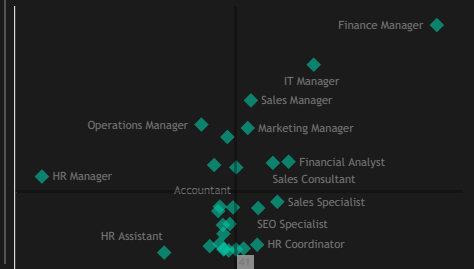 Finance Manager
IT Manager
Sales Manager
Operations Manager
Marketing Manager
Financial Analyst
HR Manager
Sales Consultant
Accountant
Sales Specialist
SEO Specialist
HR Assistant
HR Coordinator
41